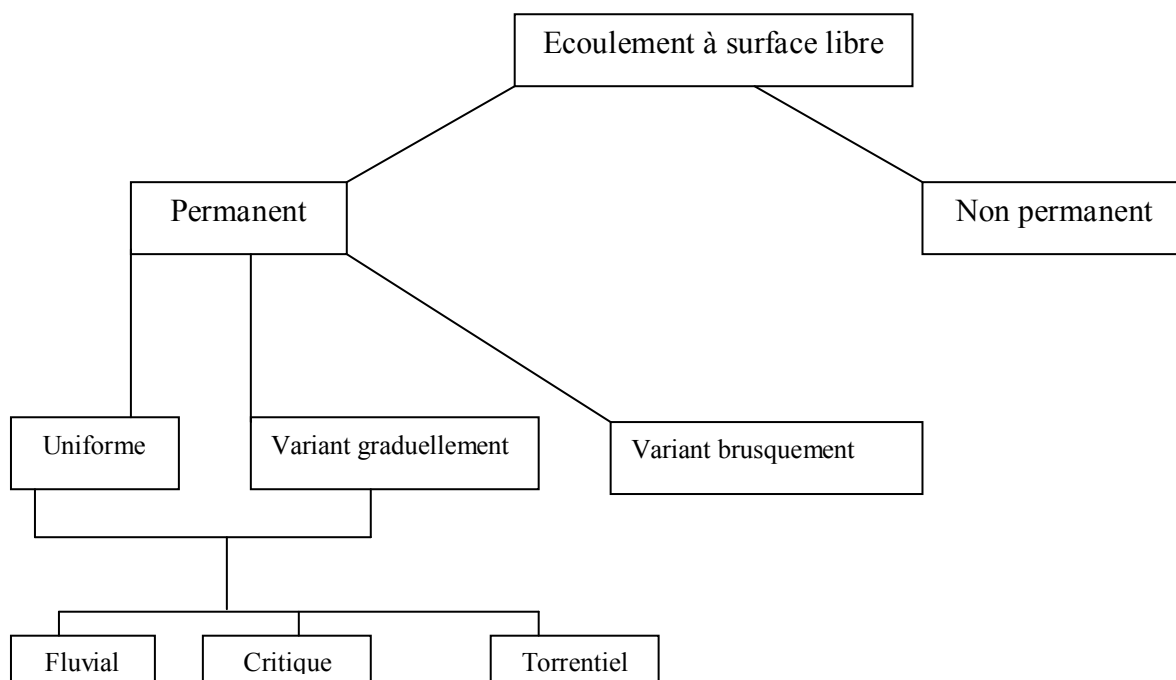 Ecoulement à surface libre
Permanent
Non permanent
Uniforme
Variant graduellement
Variant brusquement
Fluvial
Critique
Torrentiel